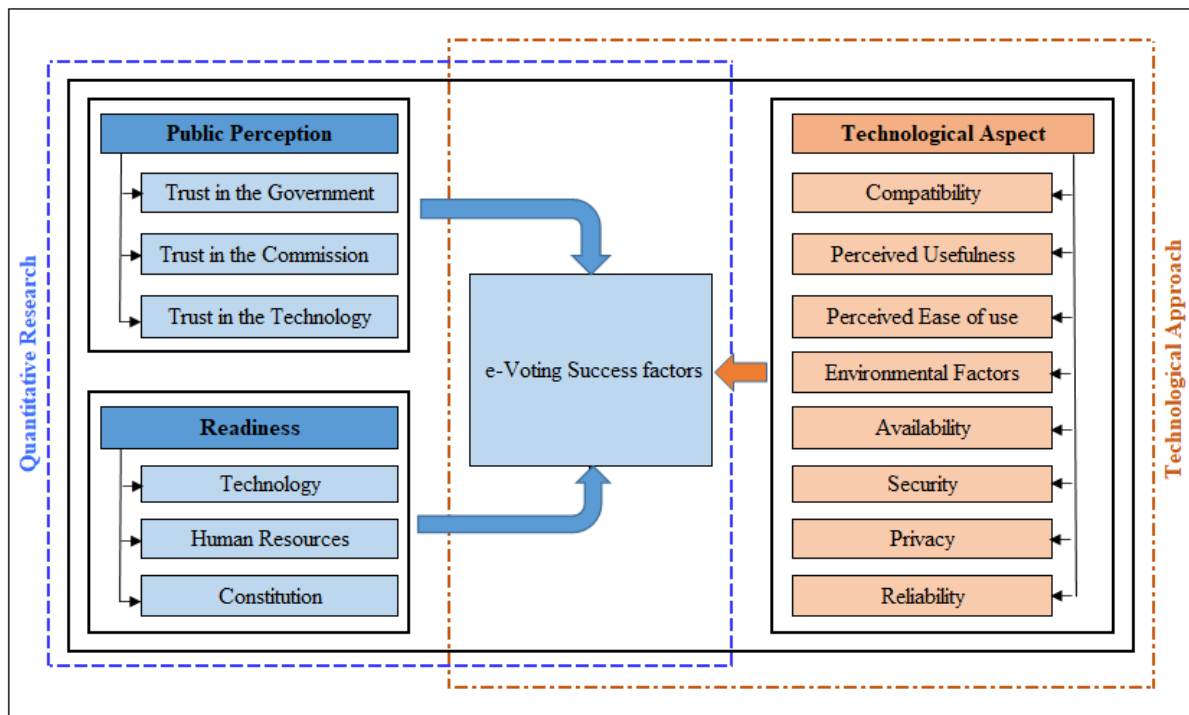 Quantitative Research
Public Perception
Trust in the Government
Trust in the Commission
Trust in the Technology
Readiness
Technology
Human Resources
Constitution
e-Voting Success factors
Technological Aspect
Compatibility
Perceived Usefulness
Perceived Ease of use
Environmental Factors
Availability
Security
Privacy
Reliability
Technological Approach